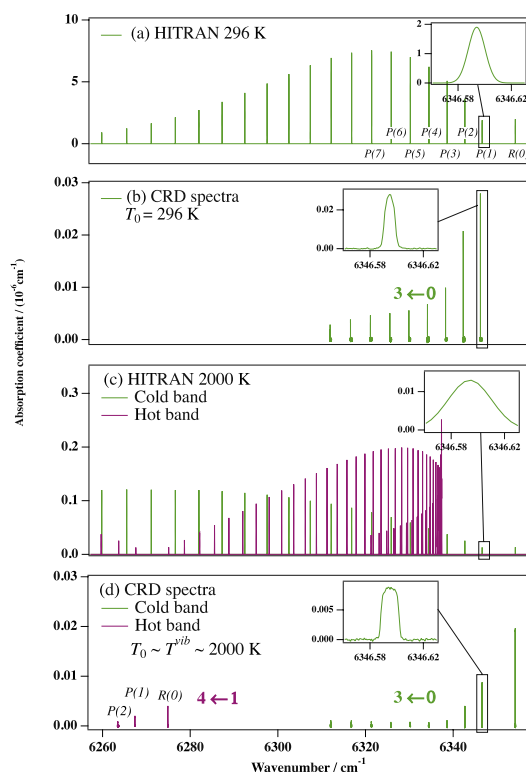 Absorption coefficient / (10⁻⁶cm⁻¹)
10
5
0
(a) HITRAN 296 K
2
1
0
6346.58 6346.62
P(7) P(6) P(5) P(4) P(3) P(2) P(1) R(0)
0.03
0.02
0.01
0.00
(b) CRD spectra
T₀ = 296 K
0.02
0.00
6346.58 6346.62
3←0
0.3
0.2
0.1
0.0
(c) HITRAN 2000 K
Cold band
Hot band
0.01
0.00
6346.58 6346.62
0.03
0.02
0.01
0.00
(d) CRD spectra
Cold band
Hot band
T₀ ~ Tᵛⁱᵇ ~ 2000 K
0.005
0.000
6346.58 6346.62
P(2) P(1) R(0)
4←1
3←0
6260 6280 6300 6320 6340
Wavenumber / cm⁻¹